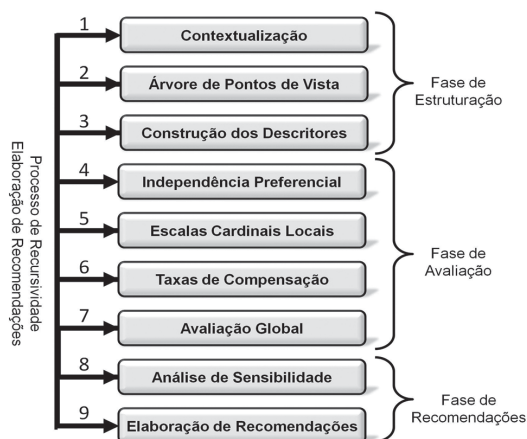 Processo de Recursividade
Elaboração de Recomendações
1
Contextualização
2
Árvore de Pontos de Vista
3
Construção dos Descritores
Fase de
Estruturação
4
Independência Preferencial
5
Escalas Cardinais Locais
6
Taxas de Compensação
7
Avaliação Global
Fase de
Avaliação
8
Análise de Sensibilidade
9
Elaboração de Recomendações
Fase de
Recomendações